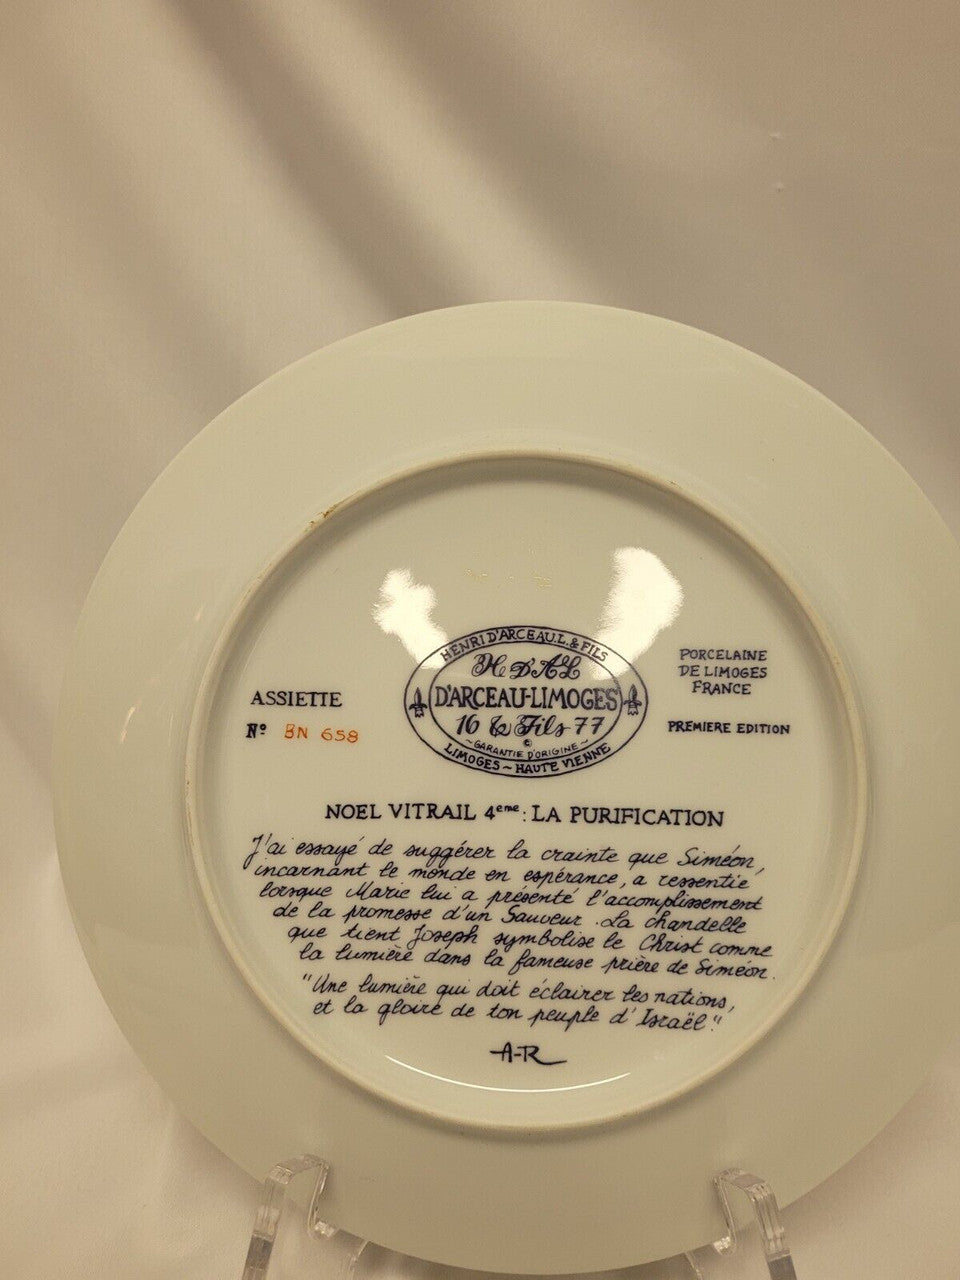 HENRI D'ARCEAU.L. & FILS
H. D'A&L
D'ARCEAU-LIMOGES
16 & Fils 77
~GARANTIE D'ORIGINE~
©
LIMOGES ~ HAUTE VIENNE
PORCELAINE
DE LIMOGES
FRANCE
PREMIERE EDITION
ASSIETTE
Nº BN 658
NOEL VITRAIL 4eme: LA PURIFICATION
J'ai essayé de suggérer la crainte que Siméon,
incarnant le monde en espérance, a ressentie
lorsque Marie lui a présenté l'accomplissement
de la promesse d'un Sauveur. La chandelle
que tient Joseph symbolise le Christ comme
la lumière dans la fameuse prière de Siméon.
"Une lumière qui doit éclairer les nations,
et la gloire de ton peuple d'Israël"
A-R